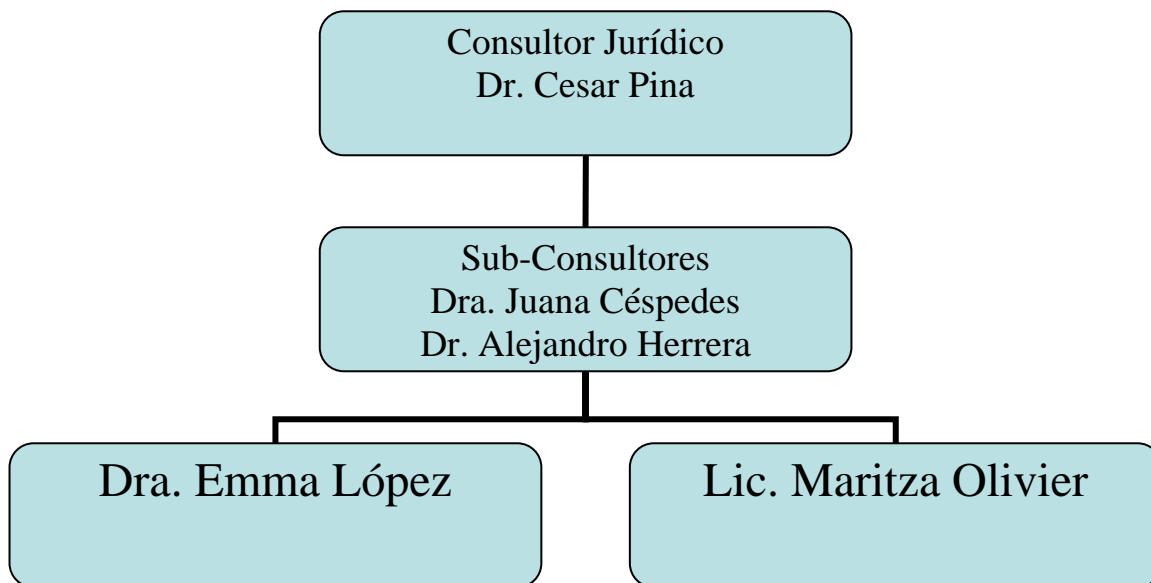 Consultor Jurídico
Dr. Cesar Pina
Sub-Consultores
Dra. Juana Céspedes
Dr. Alejandro Herrera
Dra. Emma López
Lic. Maritza Olivier